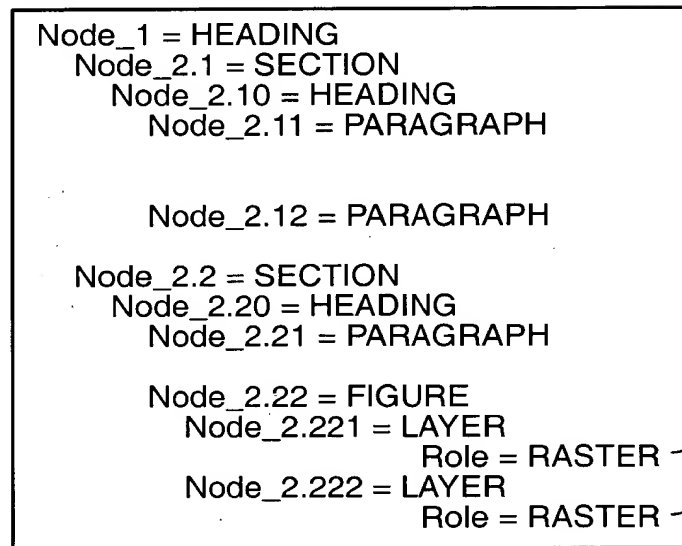 Node_1 = HEADING
Node_2.1 = SECTION
Node_2.10 = HEADING
Node_2.11 = PARAGRAPH
Node_2.12 = PARAGRAPH
Node_2.2 = SECTION
Node_2.20 = HEADING
Node_2.21 = PARAGRAPH
Node_2.22 = FIGURE
Node_2.221 = LAYER
Role = RASTER
Node_2.222 = LAYER
Role = RASTER